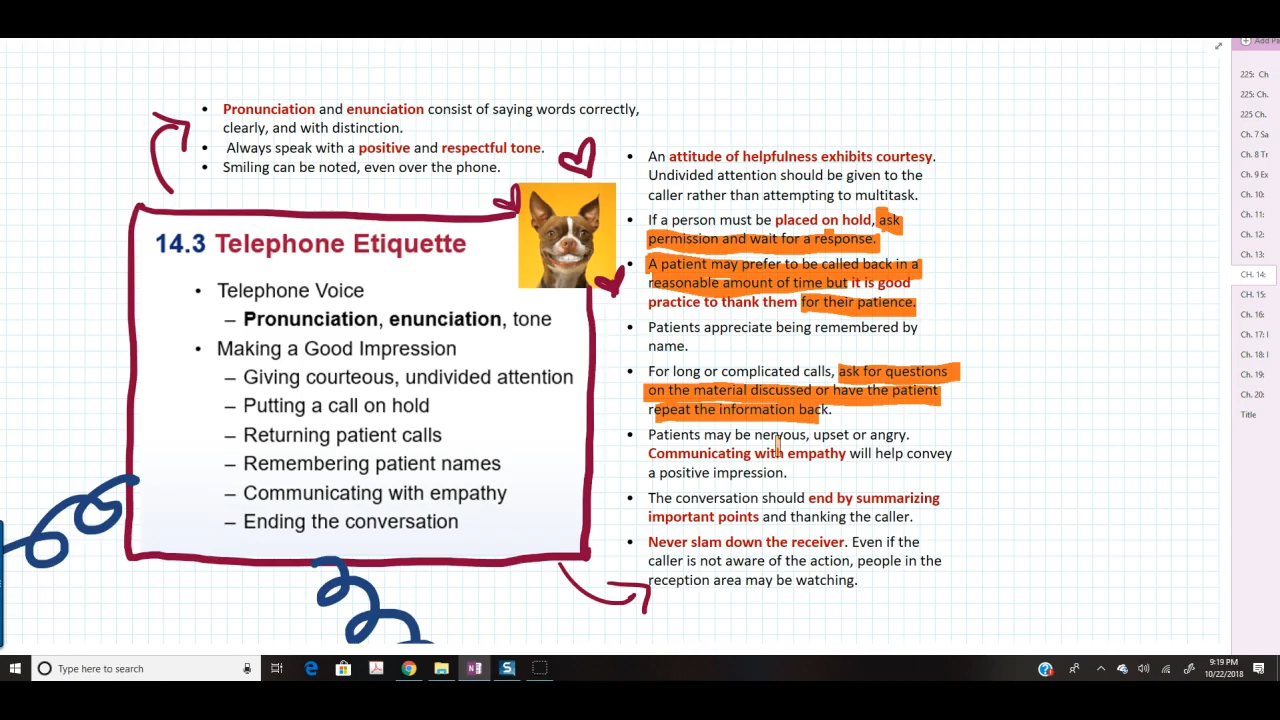 Add Pa
• Pronunciation and enunciation consist of saying words correctly,
clearly, and with distinction.
• Always speak with a positive and respectful tone.
• Smiling can be noted, even over the phone.
14.3 Telephone Etiquette
• Telephone Voice
– Pronunciation, enunciation, tone
• Making a Good Impression
– Giving courteous, undivided attention
– Putting a call on hold
– Returning patient calls
– Remembering patient names
– Communicating with empathy
– Ending the conversation
• An attitude of helpfulness exhibits courtesy.
Undivided attention should be given to the
caller rather than attempting to multitask.
• If a person must be placed on hold, ask
permission and wait for a response.
• A patient may prefer to be called back in a
reasonable amount of time but it is good
practice to thank them for their patience.
• Patients appreciate being remembered by
name.
• For long or complicated calls, ask for questions
on the material discussed or have the patient
repeat the information back.
• Patients may be nervous, upset or angry.
Communicating with empathy will help convey
a positive impression.
• The conversation should end by summarizing
important points and thanking the caller.
• Never slam down the receiver. Even if the
caller is not aware of the action, people in the
reception area may be watching.
225: Ch
225: Ch.
225 Ch.
Ch. 7 Sa
Ch. 8 Tr
Ch. 9 Ex
Ch. 10:
Ch. 11:
Ch. 12:
Ch. 13:
CH. 14:
CH. 15:
Ch. 16:
Ch. 17: I
Ch. 18: I
Ch. 19:
Ch. 20:
Title
Type here to search
9:19 PM
10/22/2018